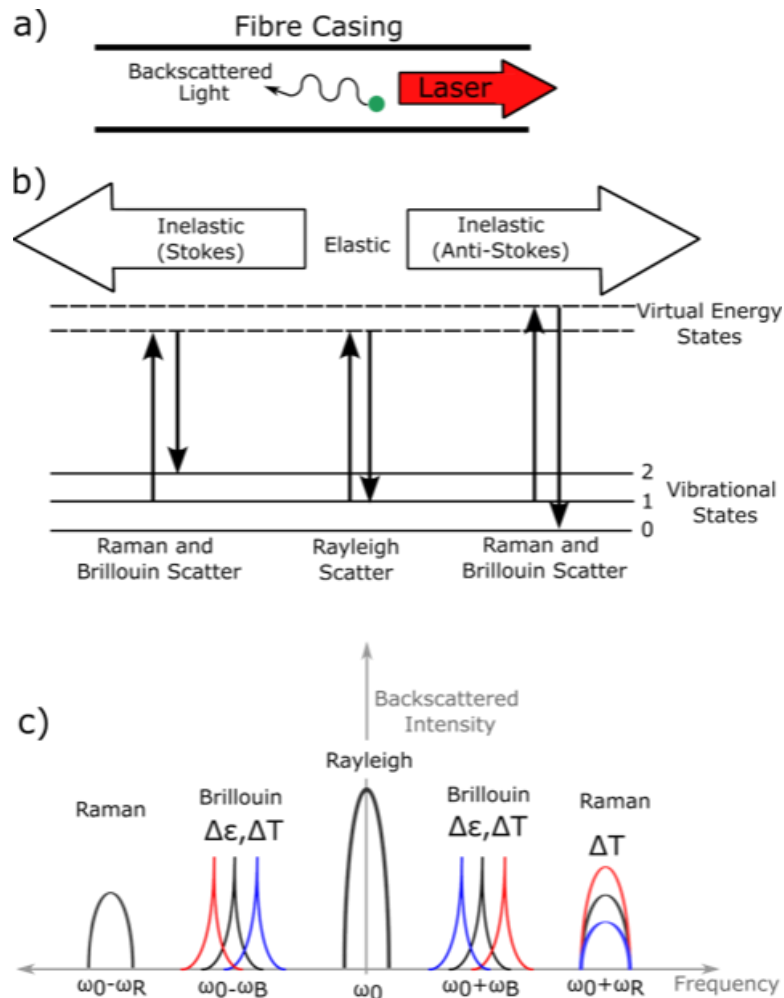 a)
Fibre Casing
Backscattered
Light
Laser
b)
Inelastic
(Stokes)
Elastic
Inelastic
(Anti-Stokes)
Virtual Energy
States
2
1
0
Vibrational
States
Raman and
Brillouin Scatter
Rayleigh
Scatter
Raman and
Brillouin Scatter
c)
Backscattered
Intensity
Rayleigh
Raman
Brillouin
Δε,ΔT
Brillouin
Δε,ΔT
Raman
ΔT
ω0-ωR
ω0-ωB
ω0
ω0+ωB
ω0+ωR
Frequency